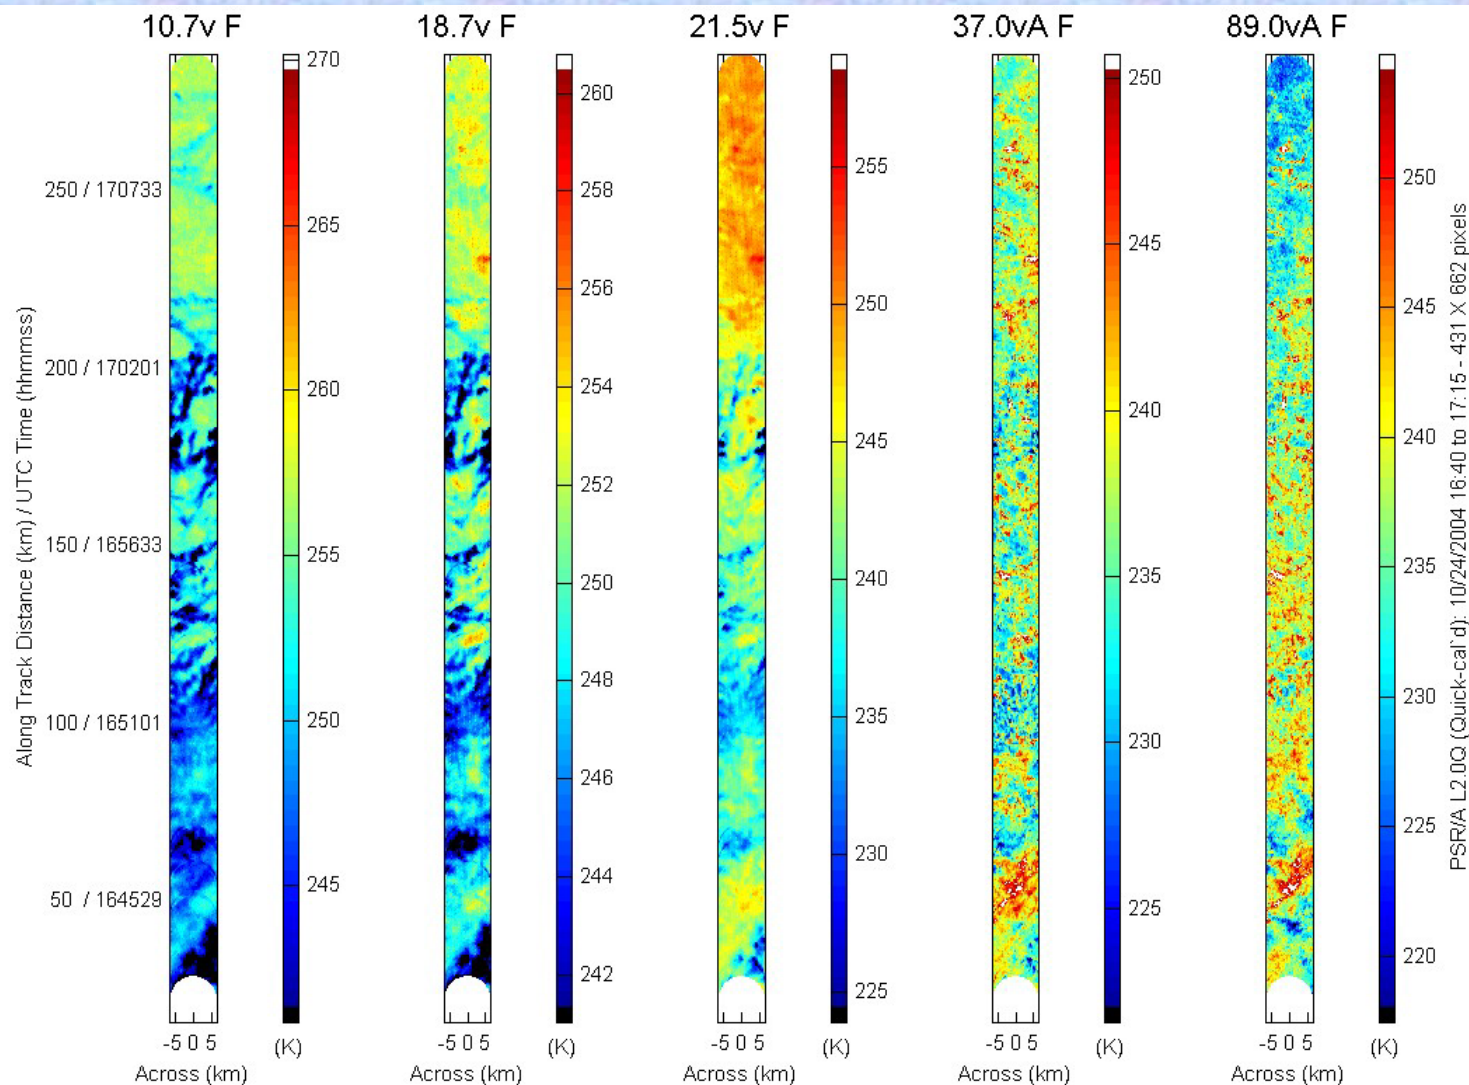 10.7v F
18.7v F
21.5v F
37.0vA F
89.0vA F
Along Track Distance (km) / UTC Time (hhmmss)
250 / 170733
200 / 170201
150 / 165633
100 / 165101
50 / 164529
270
265
260
255
250
245
260
258
256
254
252
250
248
246
244
242
255
250
245
240
235
230
225
250
245
240
235
230
225
250
245
240
235
230
225
220
-5 0 5
(K)
-5 0 5
(K)
-5 0 5
(K)
-5 0 5
(K)
-5 0 5
(K)
Across (km)
Across (km)
Across (km)
Across (km)
Across (km)
PSR/A L2.0Q (Quick-cal`d): 10/24/2004 16:40 to 17:15 - 431 X 662 pixels